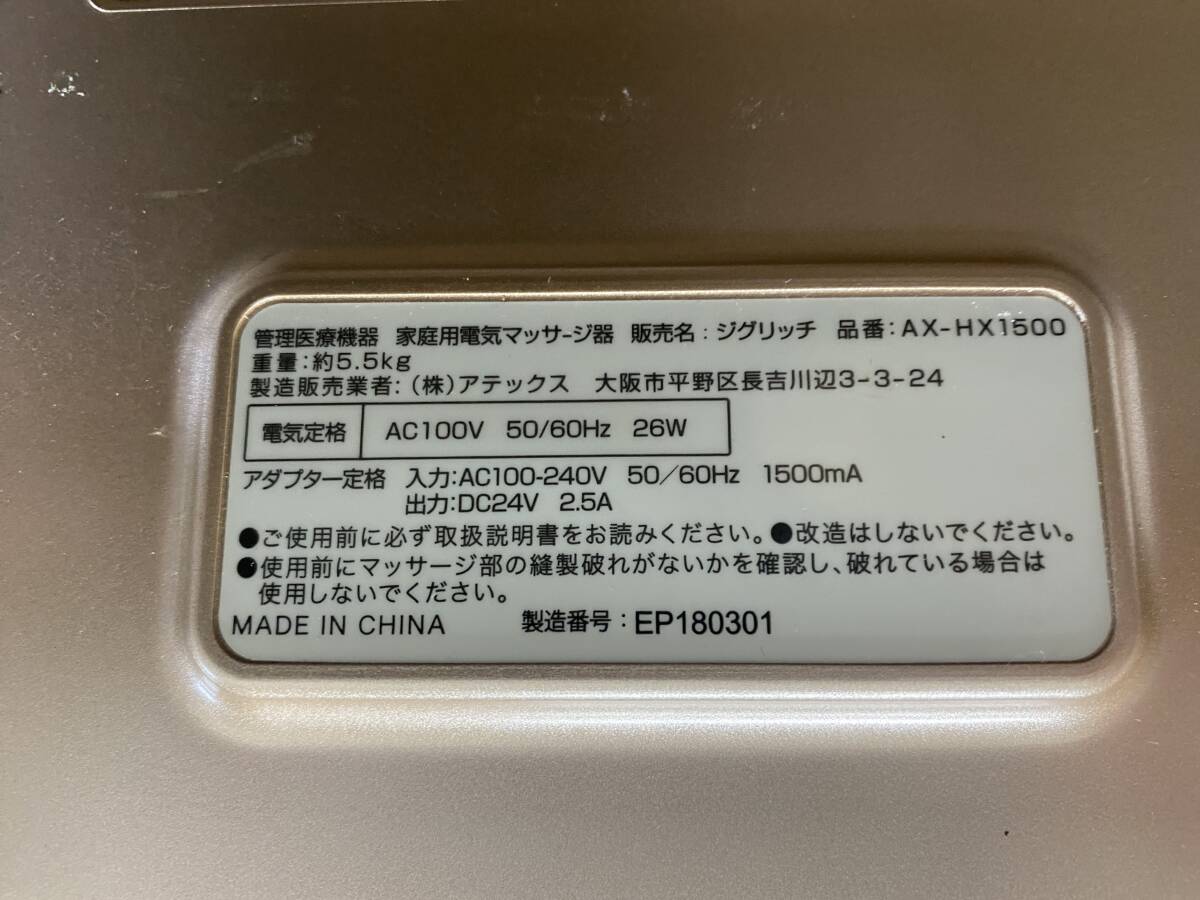 管理医療機器 家庭用電気マッサージ器 販売名：ジグリッチ 品番：AX-HX1500
重量：約5.5kg
製造販売業者：（株）アテックス 大阪市平野区長吉川辺3-3-24
電気定格 AC100V 50/60Hz 26W
アダプター定格 入力：AC100-240V 50／60Hz 1500mA
出力：DC24V 2.5A
●ご使用前に必ず取扱説明書をお読みください。●改造はしないでください。
●使用前にマッサージ部の縫製破れがないかを確認し、破れている場合は
使用しないでください。
MADE IN CHINA 製造番号：EP180301